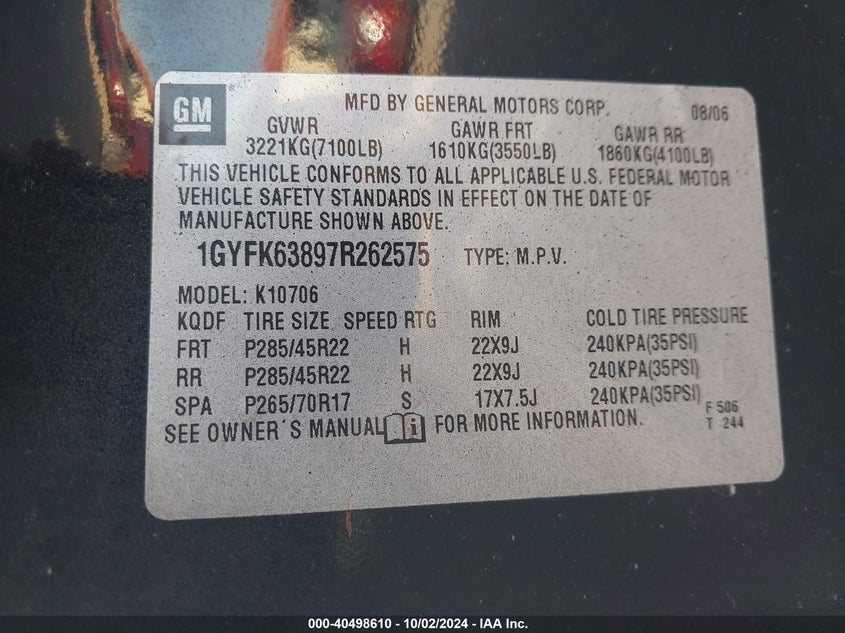 GM
MFD BY GENERAL MOTORS CORP. 08/06
GVWR GAWR FRT GAWR RR
3221KG(7100LB) 1610KG(3550LB) 1860KG(4100LB)
THIS VEHICLE CONFORMS TO ALL APPLICABLE U.S. FEDERAL MOTOR
VEHICLE SAFETY STANDARDS IN EFFECT ON THE DATE OF
MANUFACTURE SHOWN ABOVE.
1GYFK63897R262575 TYPE: M.P.V.
MODEL: K10706
KQDF TIRE SIZE SPEED RTG RIM COLD TIRE PRESSURE
FRT P285/45R22 H 22X9J 240KPA(35PSI)
RR P285/45R22 H 22X9J 240KPA(35PSI)
SPA P265/70R17 S 17X7.5J 240KPA(35PSI)
SEE OWNER'S MANUAL FOR MORE INFORMATION.
F 506
T 244
000-40498610 - 10/02/2024 - IAA Inc.